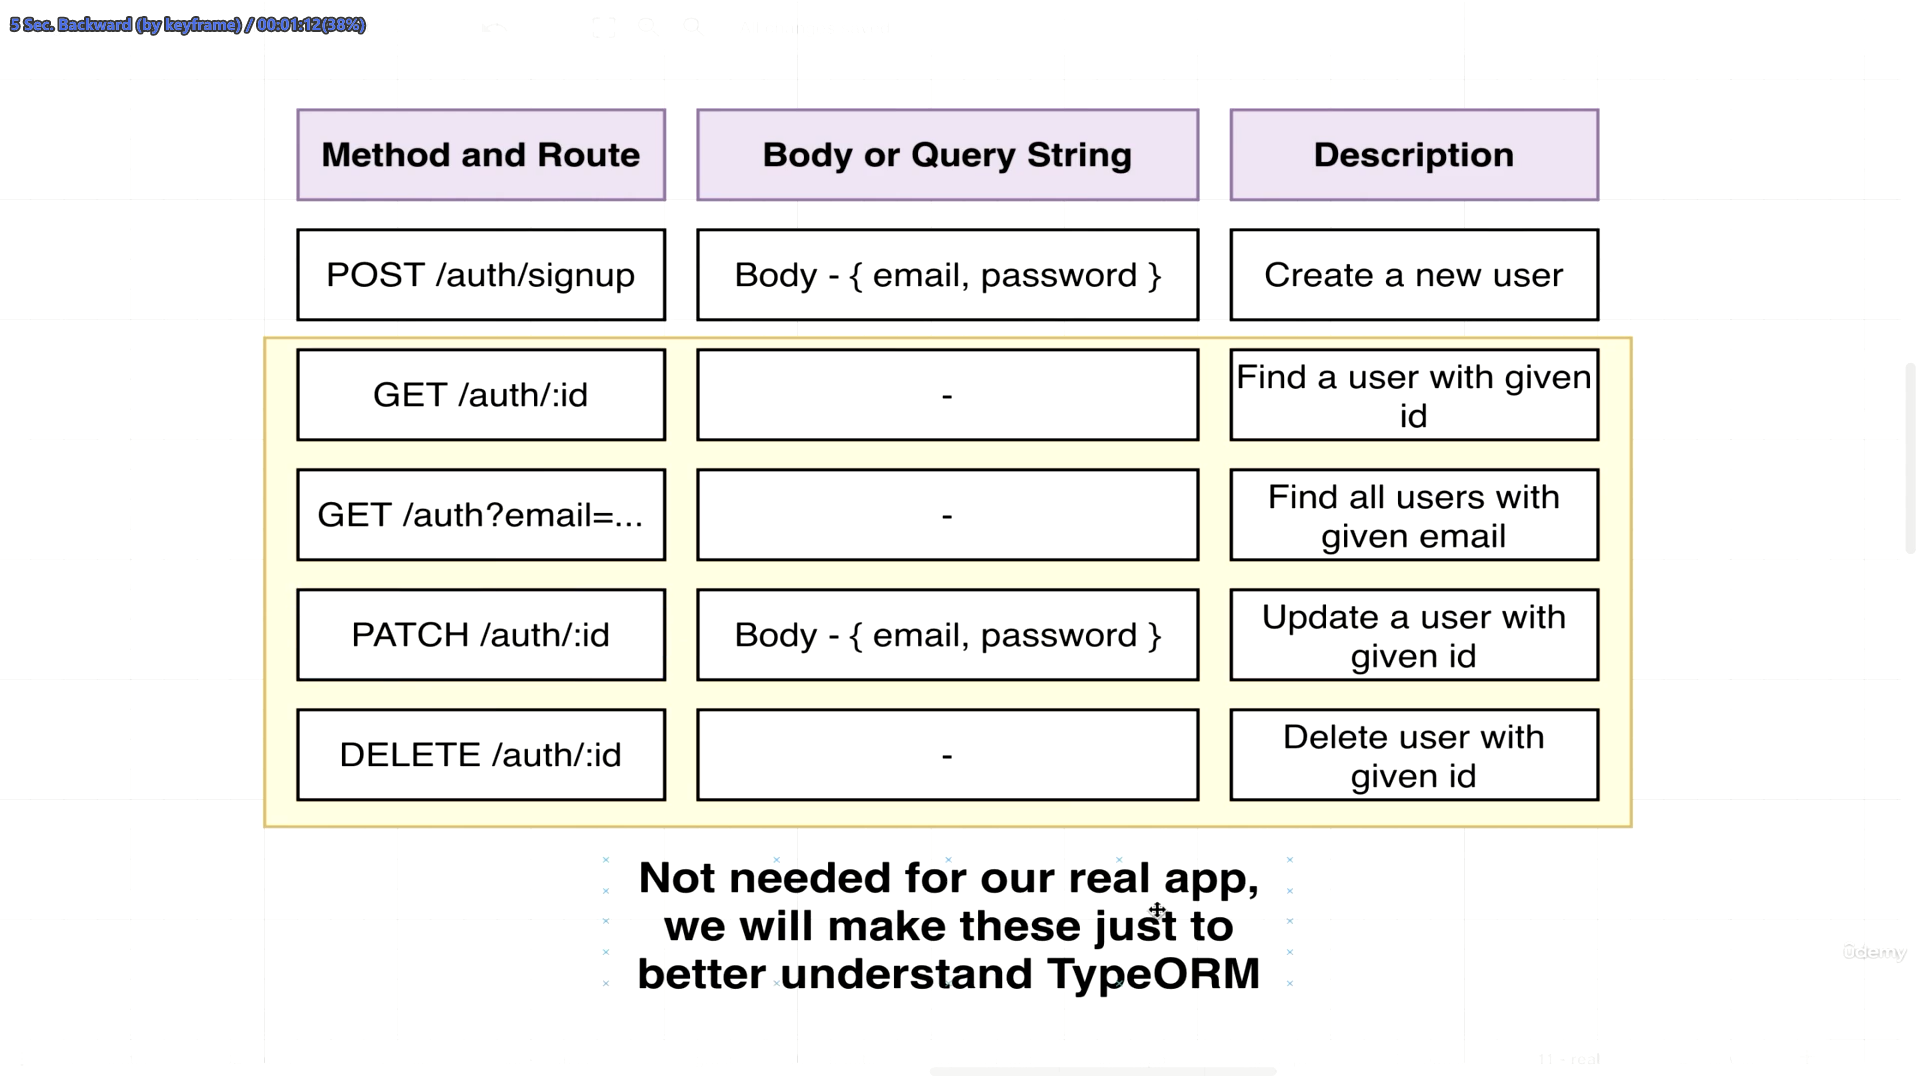 5 Sec. Backward (by keyframe) / 00:01:12(38%)
Method and Route
Body or Query String
Description
POST /auth/signup
Body - { email, password }
Create a new user
GET /auth/:id
-
Find a user with given
id
GET /auth?email=...
-
Find all users with
given email
PATCH /auth/:id
Body - { email, password }
Update a user with
given id
DELETE /auth/:id
-
Delete user with
given id
Not needed for our real app,
we will make these just to
better understand TypeORM
ûdemy
11 - real